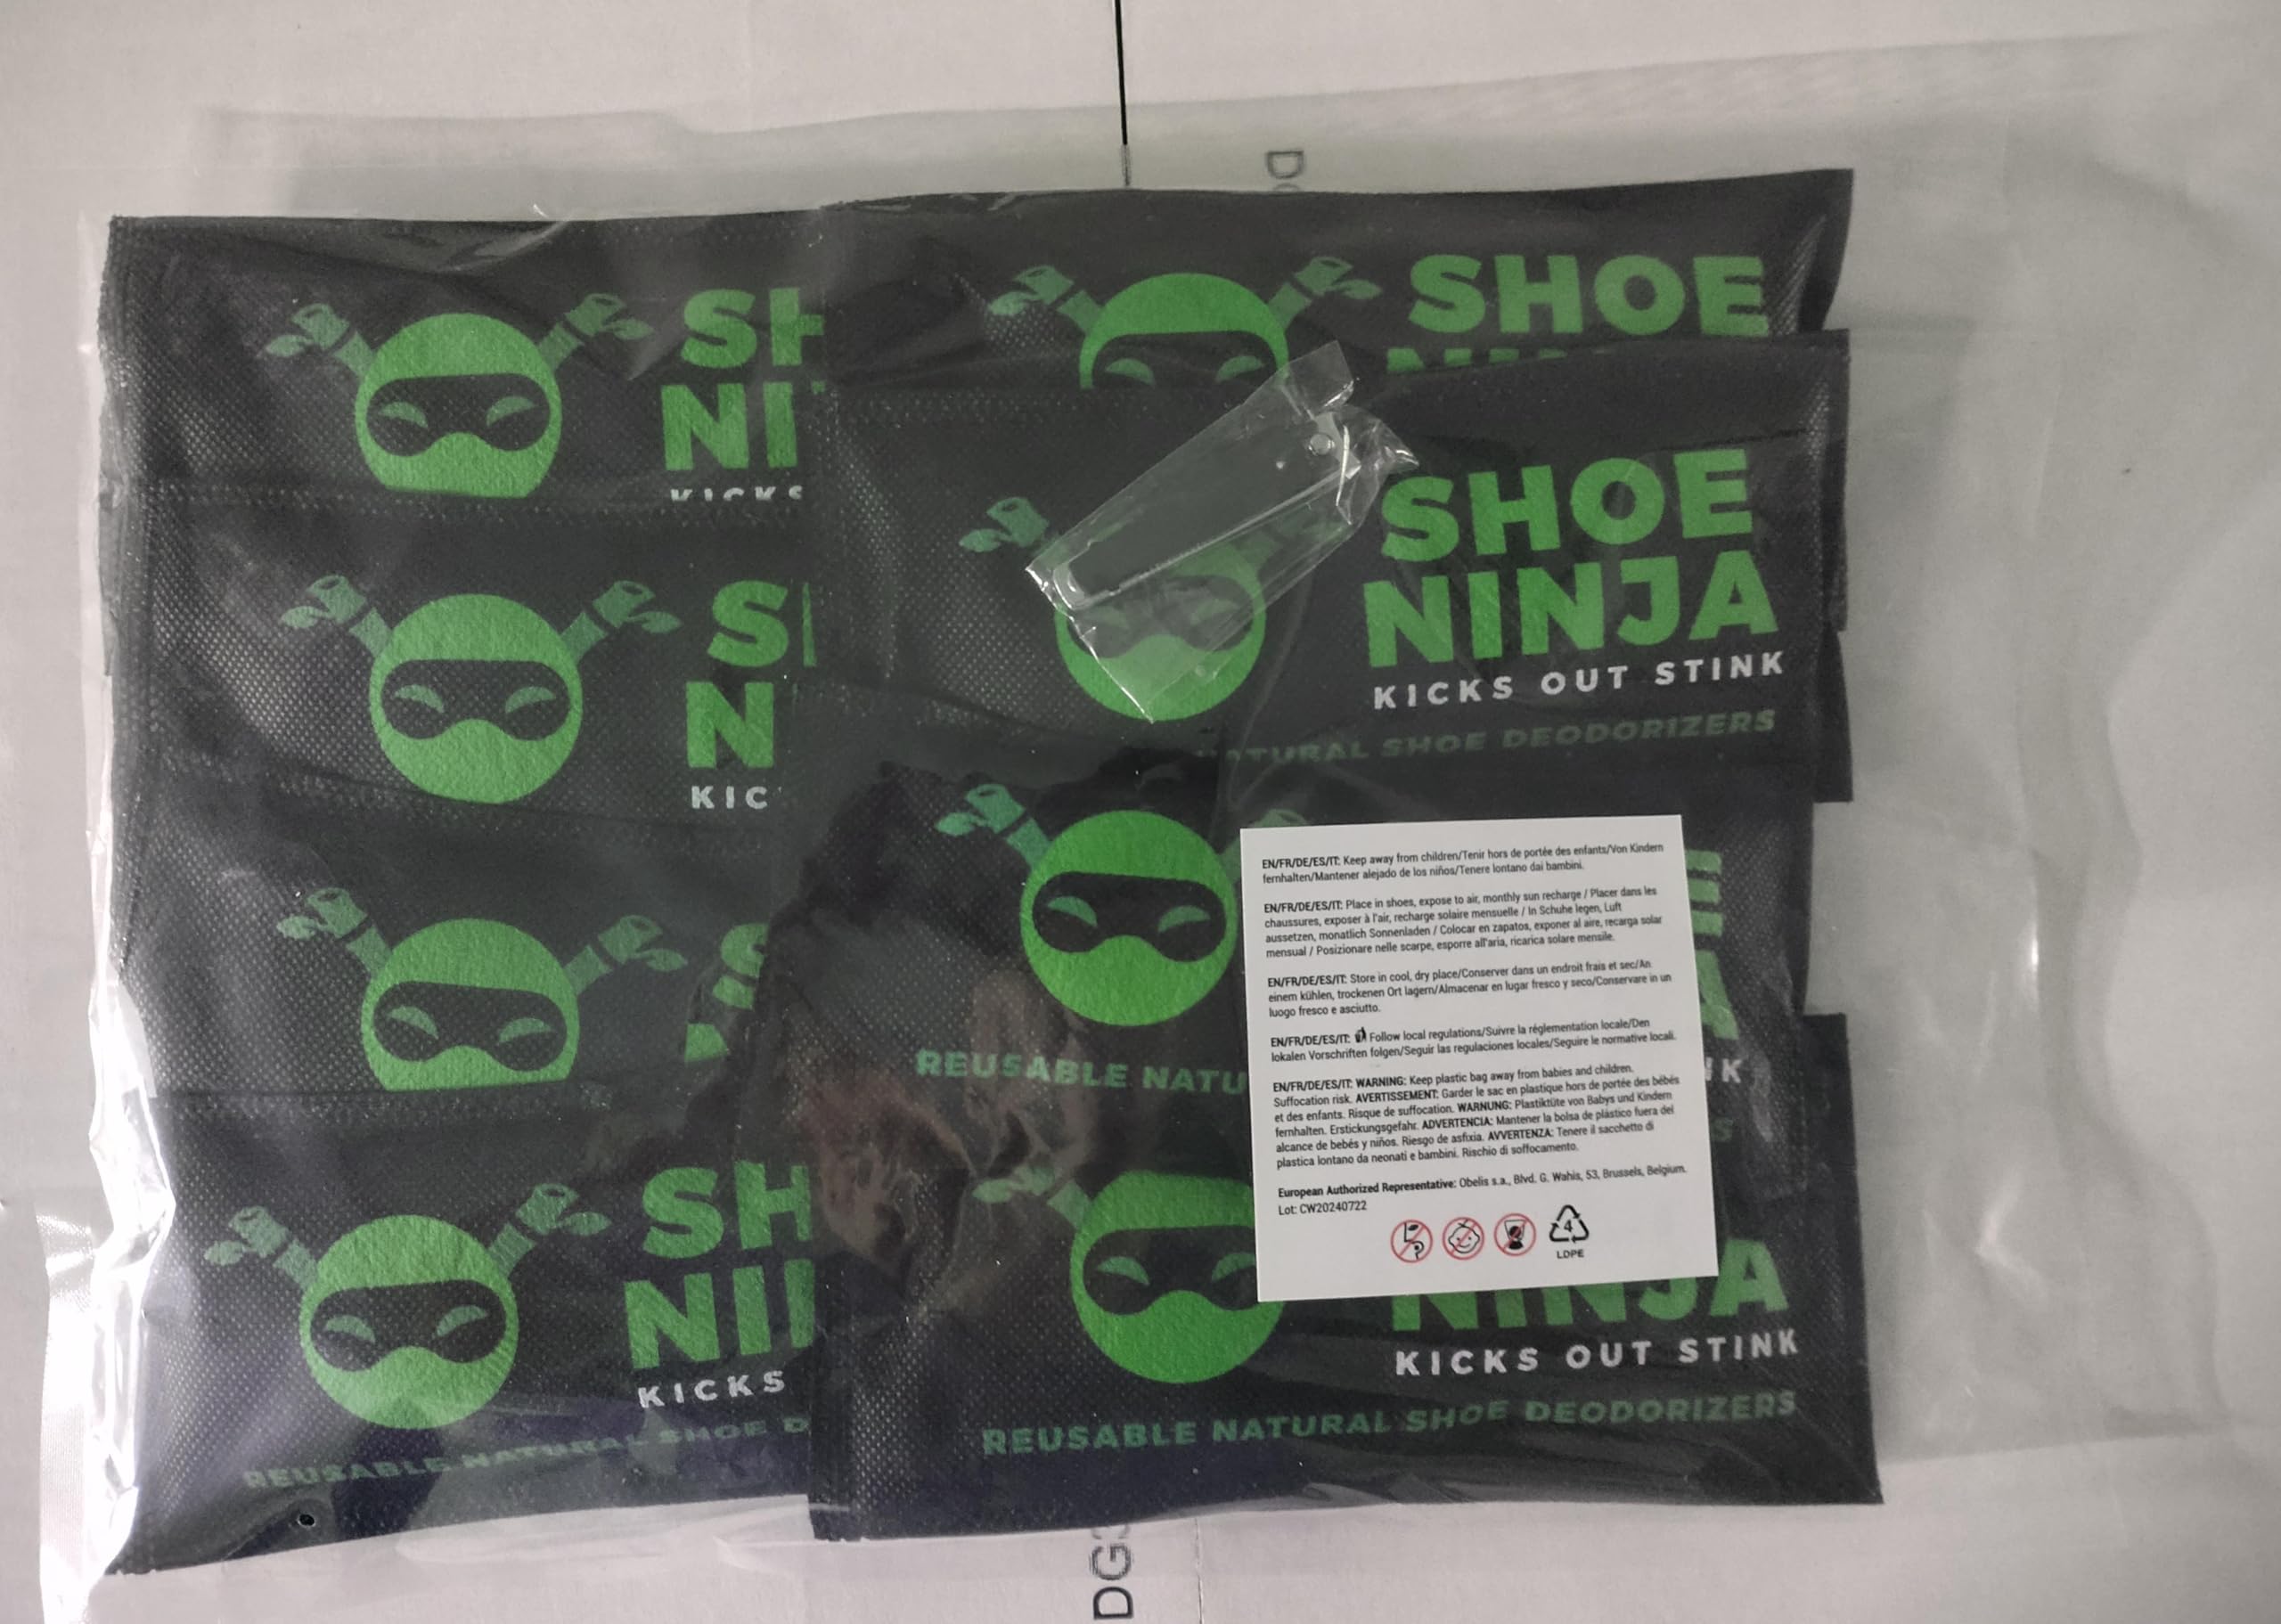 SH
NI
KICKS
S
N
KIC
S
SH
NI
KICKS
REUSABLE NATURAL SHOE D
SHOE
SHOE
NINJA
KICKS OUT STINK
NATURAL SHOE DEODORIZERS
REUSABLE NATU
NINJA
KICKS OUT STINK
REUSABLE NATURAL SHOE DEODORIZERS
EN/FR/DE/ES/IT: Keep away from children/Tenir hors de portée des enfants/Von Kindern
fernhalten/Mantener alejado de los niños/Tenere lontano dai bambini.
EN/FR/DE/ES/IT: Place in shoes, expose to air, monthly sun recharge / Placer dans les
chaussures, exposer à l'air, recharge solaire mensuelle / In Schuhe legen, Luft
aussetzen, monatlich Sonnenladen / Colocar en zapatos, exponer al aire, recarga solar
mensual / Posizionare nelle scarpe, esporre all'aria, ricarica solare mensile.
EN/FR/DE/ES/IT: Store in cool, dry place/Conserver dans un endroit frais et sec/An
einem kühlen, trockenen Ort lagern/Almacenar en lugar fresco y seco/Conservare in un
luogo fresco e asciutto.
EN/FR/DE/ES/IT: Follow local regulations/Suivre la réglementation locale/Den
lokalen Vorschriften folgen/Seguir las regulaciones locales/Seguire le normative locali.
EN/FR/DE/ES/IT: WARNING: Keep plastic bag away from babies and children.
Suffocation risk. AVERTISSEMENT: Garder le sac en plastique hors de portée des bébés
et des enfants. Risque de suffocation. WARNUNG: Plastiktüte von Babys und Kindern
fernhalten. Erstickungsgefahr. ADVERTENCIA: Mantener la bolsa de plástico fuera del
alcance de bebés y niños. Riesgo de asfixia. AVVERTENZA: Tenere il sacchetto di
plastica lontano da neonati e bambini. Rischio di soffocamento.
European Authorized Representative: Obelis s.a., Blvd. G. Wahis, 53, Brussels, Belgium.
Lot: CW20240722
4
LDPE